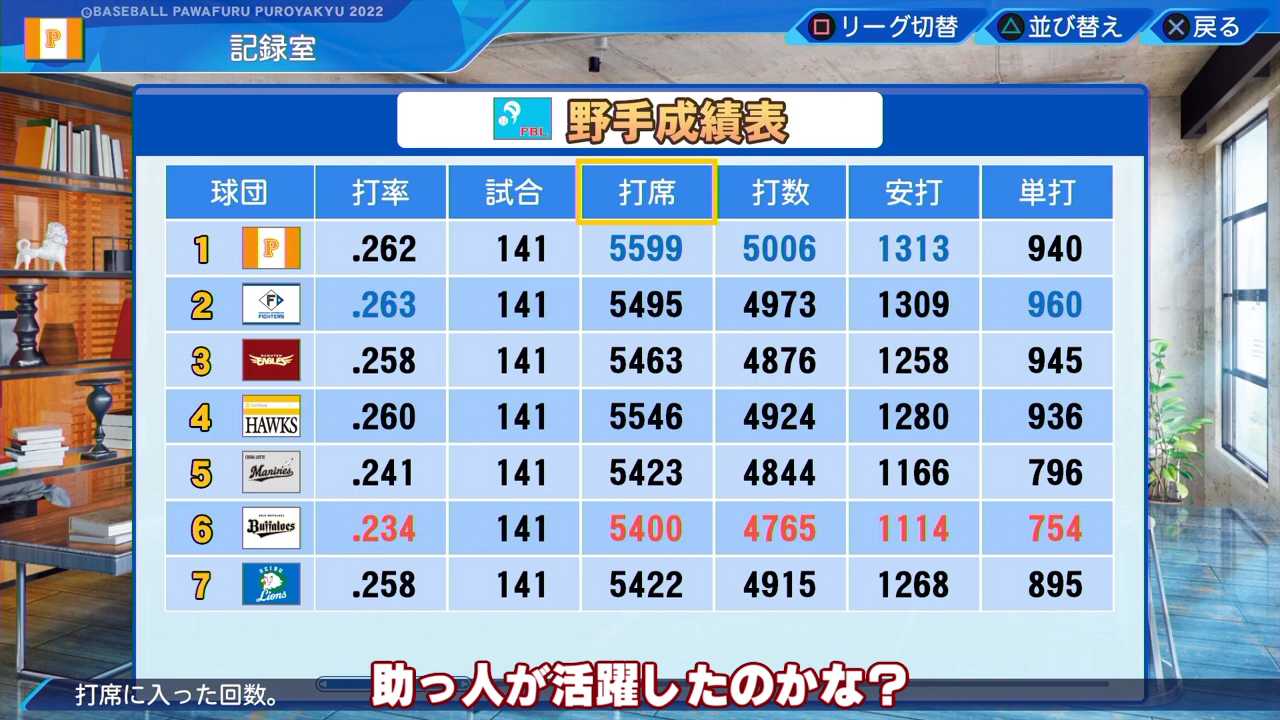 ©BASEBALL PAWAFURU PUROYAKYU 2022
P 記録室
リーグ切替 並び替え 戻る
PBL 野手成績表
球団 打率 試合 打席 打数 安打 単打
1 P .262 141 5599 5006 1313 940
2 F FIGHTERS .263 141 5495 4973 1309 960
3 EAGLES .258 141 5463 4876 1258 945
4 HAWKS .260 141 5546 4924 1280 936
5 Marines .241 141 5423 4844 1166 796
6 Buffaloes .234 141 5400 4765 1114 754
7 SEIBU Lions .258 141 5422 4915 1268 895
助っ人が活躍したのかな?
打席に入った回数。